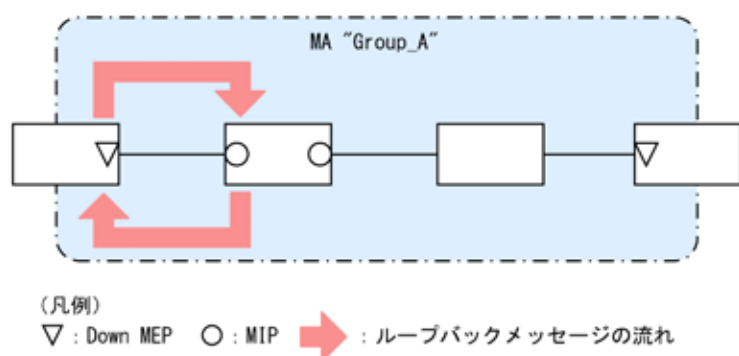 MA "Group_A"
(凡例)
▽ : Down MEP ○ : MIP ➡ : ループバックメッセージの流れ